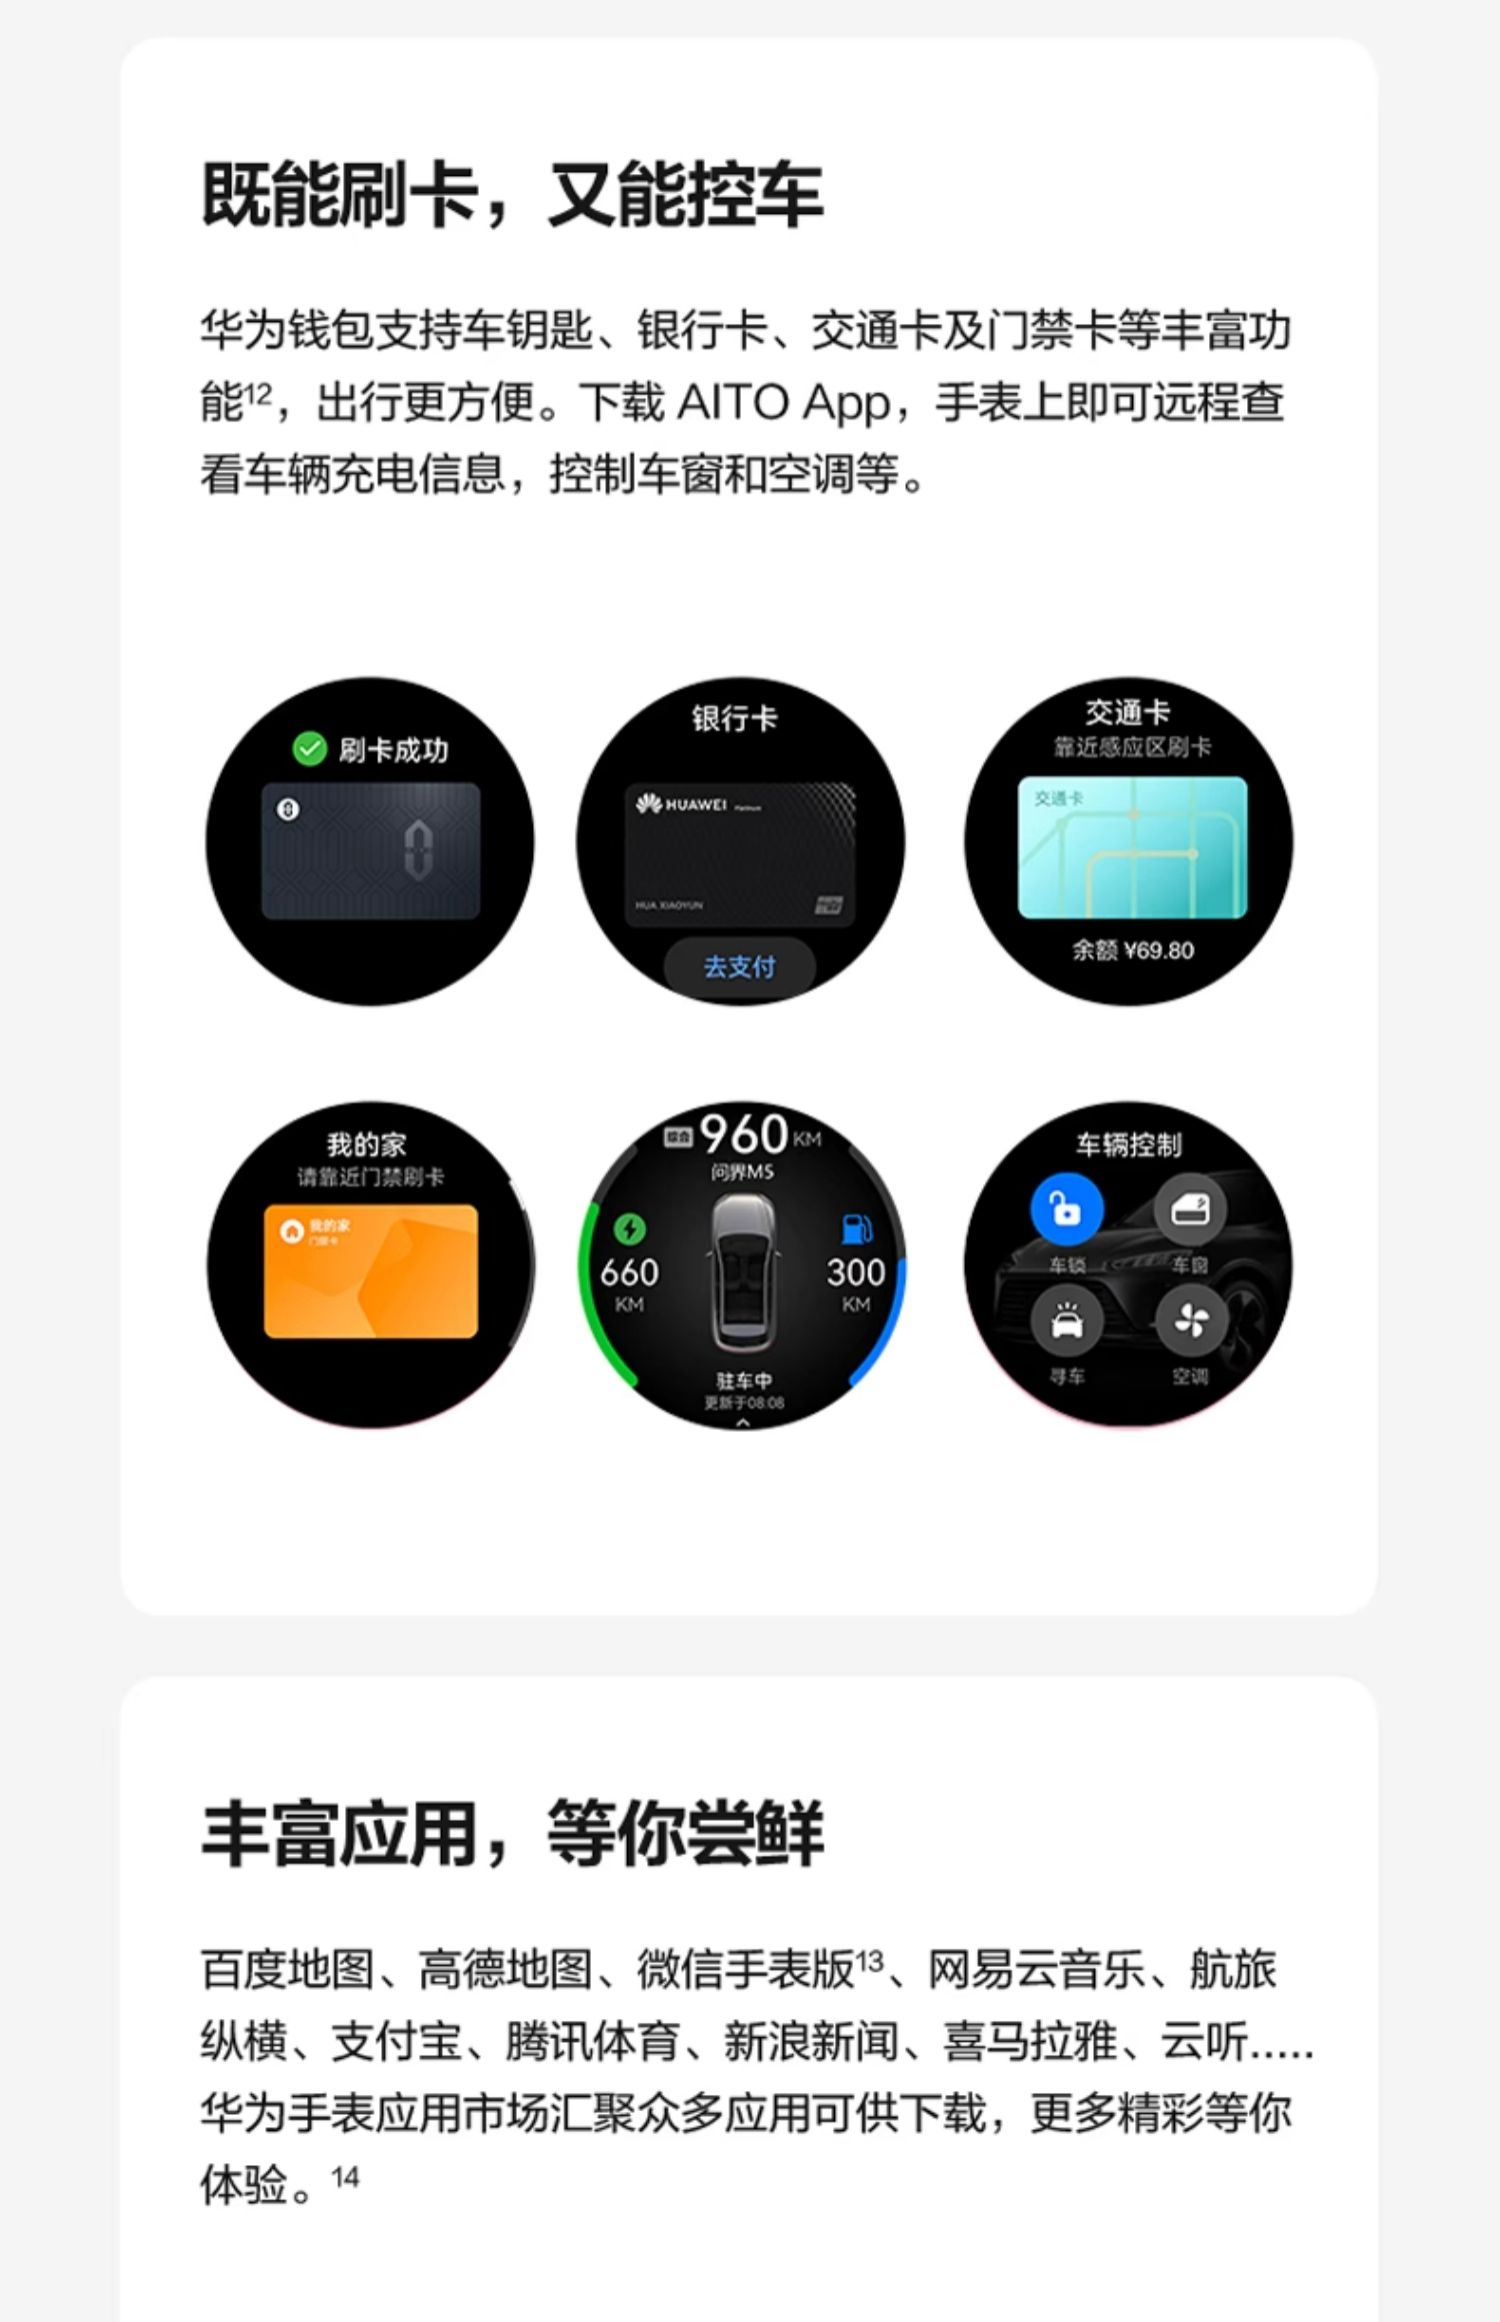 既能刷卡，又能控车
华为钱包支持车钥匙、银行卡、交通卡及门禁卡等丰富功
能¹²，出行更方便。下载 AITO App，手表上即可远程查
看车辆充电信息，控制车窗和空调等。
刷卡成功
银行卡
HUAWEI Platinum
HUA XIAOYUN
去支付
交通卡
靠近感应区刷卡
交通卡
余额 ¥69.80
我的家
请靠近门禁刷卡
我的家
门禁卡
综合 960 KM
问界M5
660
KM
300
KM
驻车中
更新于08:08
车辆控制
车锁
车窗
寻车
空调
丰富应用，等你尝鲜
百度地图、高德地图、微信手表版¹³、网易云音乐、航旅
纵横、支付宝、腾讯体育、新浪新闻、喜马拉雅、云听.....
华为手表应用市场汇聚众多应用可供下载，更多精彩等你
体验。¹⁴